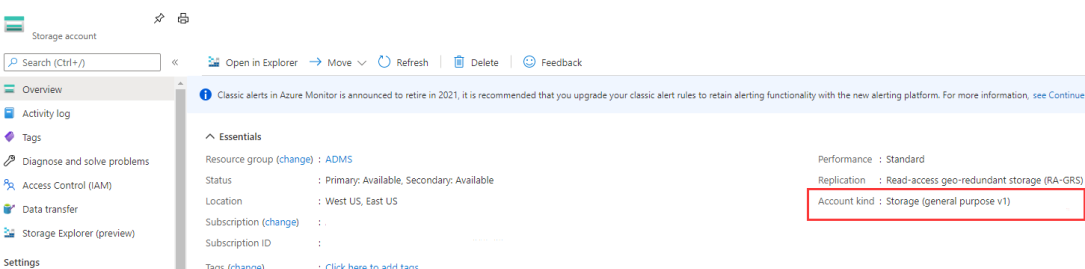 Storage account
Search (Ctrl+/)
«
Overview
Activity log
Tags
Diagnose and solve problems
Access Control (IAM)
Data transfer
Storage Explorer (preview)
Settings
Open in Explorer
Move
Refresh
Delete
Feedback
Classic alerts in Azure Monitor is announced to retire in 2021, it is recommended that you upgrade your classic alert rules to retain alerting functionality with the new alerting platform. For more information, see Continue
Essentials
Resource group (change) : ADMS
Status : Primary: Available, Secondary: Available
Location : West US, East US
Subscription (change) :
Subscription ID :
Tags (change) : Click here to add tags
Performance : Standard
Replication : Read-access geo-redundant storage (RA-GRS)
Account kind : Storage (general purpose v1)